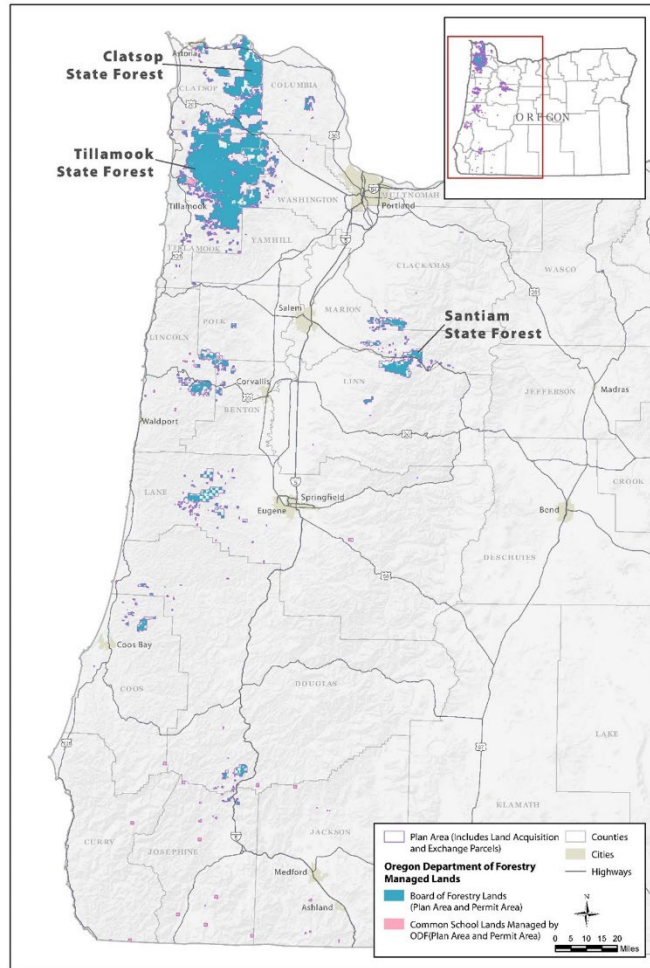 Clatsop
State Forest
Astoria
CLATSOP
COLUMBIA
OREGON
Tillamook
State Forest
Tillamook
WASHINGTON
MULTNOMAH
Portland
TILLAMOOK
YAMHILL
CLACKAMAS
WASCO
Salem
MARION
POLK
Santiam
State Forest
LINCOLN
Corvallis
LINN
JEFFERSON
Madras
BENTON
Waldport
LANE
CROOK
Springfield
Eugene
Bend
DESCHUTES
Coos Bay
COOS
DOUGLAS
LAKE
KLAMATH
CURRY
JOSEPHINE
JACKSON
Medford
Ashland
Plan Area (Includes Land Acquisition
and Exchange Parcels)
Oregon Department of Forestry
Managed Lands
Board of Forestry Lands
(Plan Area and Permit Area)
Common School Lands Managed by
ODF(Plan Area and Permit Area)
Counties
Cities
Highways
N
0 5 10 15 20
Miles